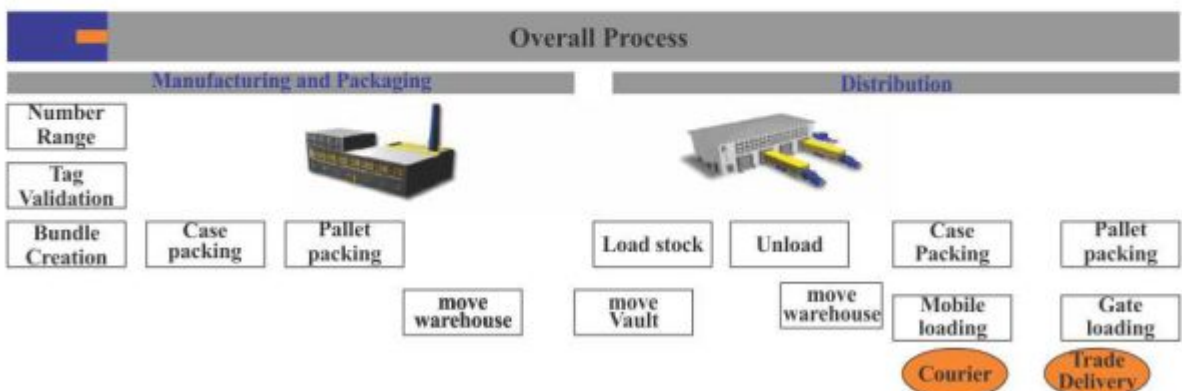 Overall Process
Manufacturing and Packaging
Distribution
Number
Range
Tag
Validation
Bundle
Creation
Case
packing
Pallet
packing
Load stock
Unload
Case
Packing
Pallet
packing
move
warehouse
move
Vault
move
warehouse
Mobile
loading
Gate
loading
Courier
Trade
Delivery